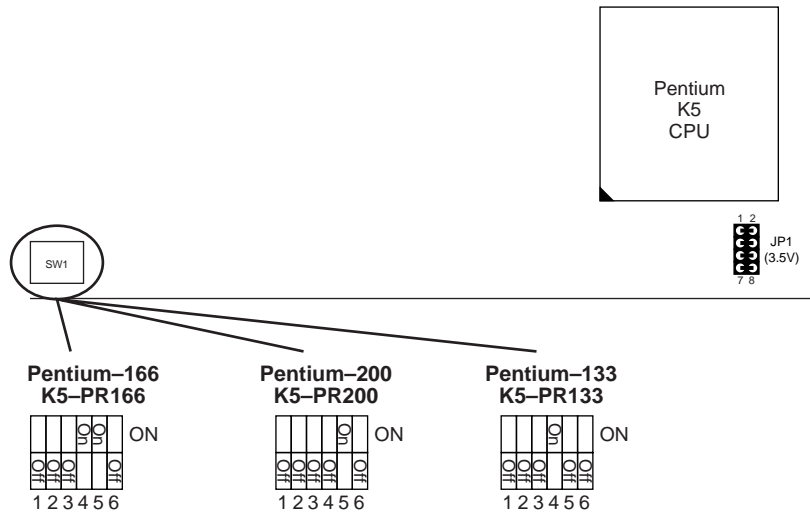 Pentium
K5
CPU
1 2
JP1
(3.5V)
7 8
SW1
Pentium–166
K5–PR166
On On
ON
Off Off Off Off
1 2 3 4 5 6
Pentium–200
K5–PR200
On
ON
Off Off Off Off Off
1 2 3 4 5 6
Pentium–133
K5–PR133
On
ON
Off Off Off Off Off
1 2 3 4 5 6